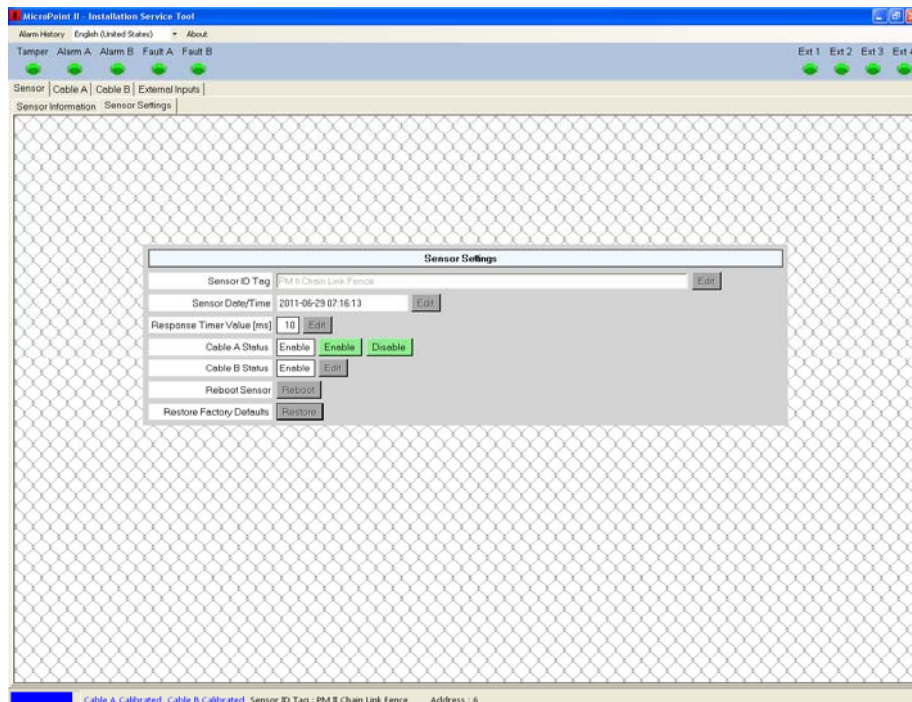 MicroPoint II - Installation Service Tool
Alarm History English (United States) About
Tamper Alarm A Alarm B Fault A Fault B Ext 1 Ext 2 Ext 3 Ext 4
Sensor Cable A Cable B External Inputs
Sensor Information Sensor Settings
Sensor Settings
Sensor ID Tag PM II Chain Link Fence Edit
Sensor Date/Time 2011-06-29 07:16:13 Edit
Response Timer Value [ms] 10 Edit
Cable A Status Enable Enable Disable
Cable B Status Enable Edit
Reboot Sensor Reboot
Restore Factory Defaults Restore
Cable A Calibrated Cable B Calibrated Sensor ID Tag : PM II Chain Link Fence Address : 6